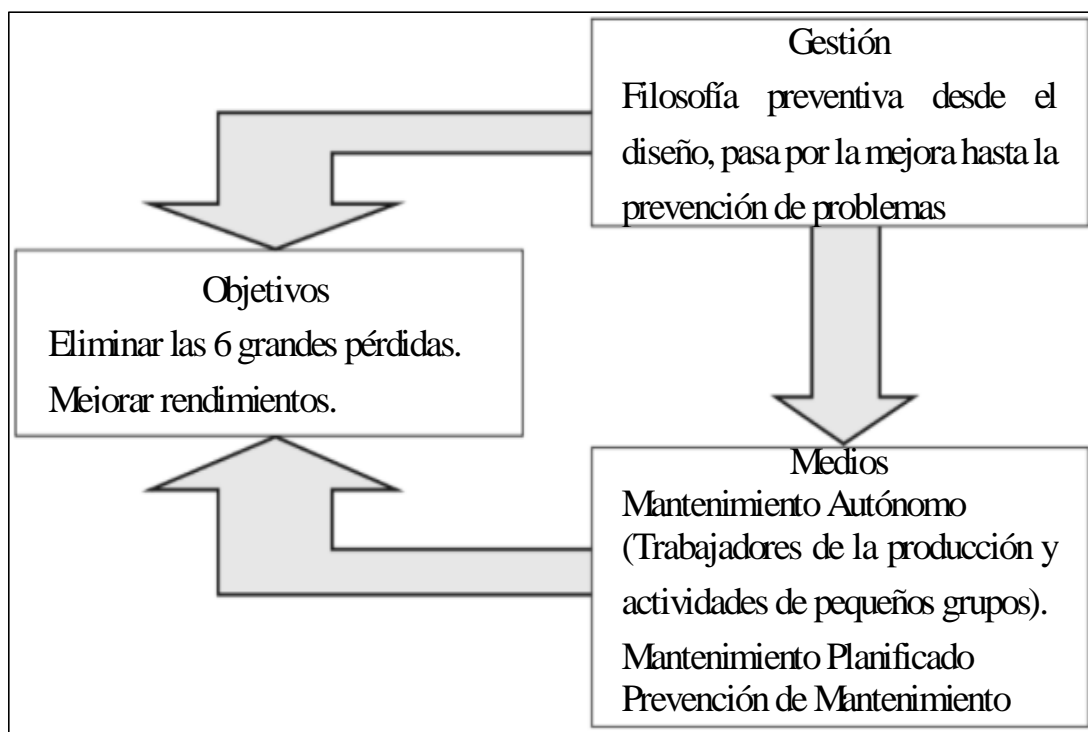 Gestión
Filosofía preventiva desde el
diseño, pasa por la mejora hasta la
prevención de problemas
Objetivos
Eliminar las 6 grandes pérdidas.
Mejorar rendimientos.
Medios
Mantenimiento Autónomo
(Trabajadores de la producción y
actividades de pequeños grupos).
Mantenimiento Planificado
Prevención de Mantenimiento